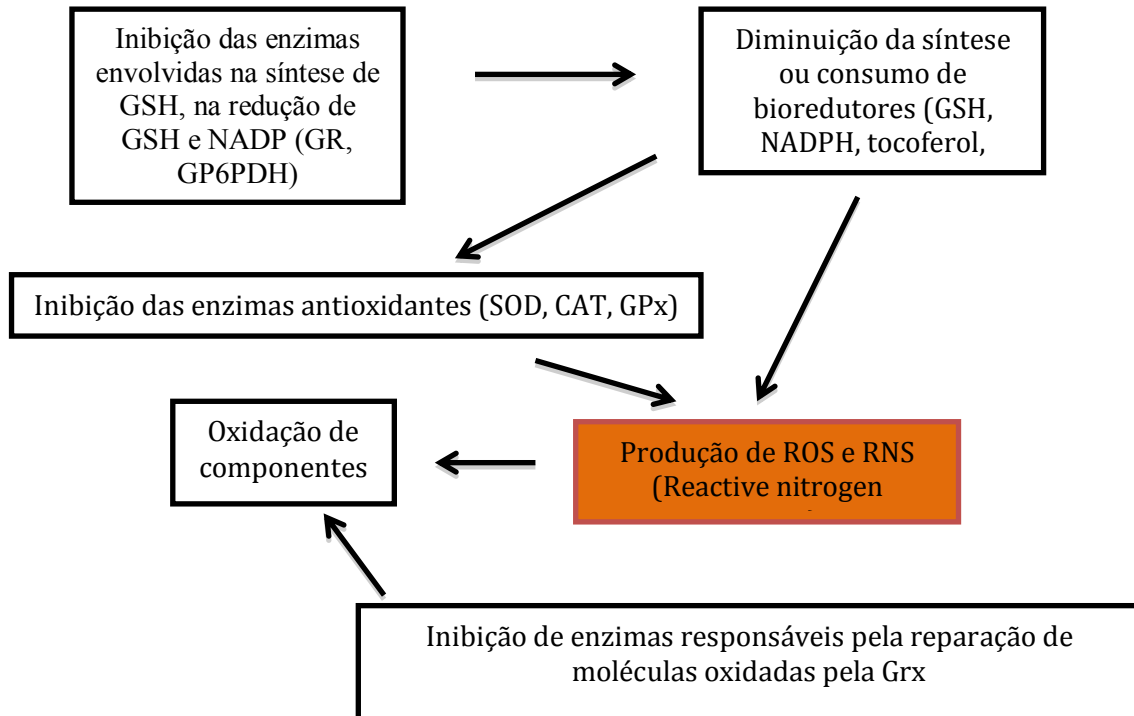 Inibição das enzimas
envolvidas na síntese de
GSH, na redução de
GSH e NADP (GR,
GP6PDH)
Diminuição da síntese
ou consumo de
bioredutores (GSH,
NADPH, tocoferol,
Inibição das enzimas antioxidantes (SOD, CAT, GPx)
Oxidação de
componentes
Produção de ROS e RNS
(Reactive nitrogen
Inibição de enzimas responsáveis pela reparação de
moléculas oxidadas pela Grx